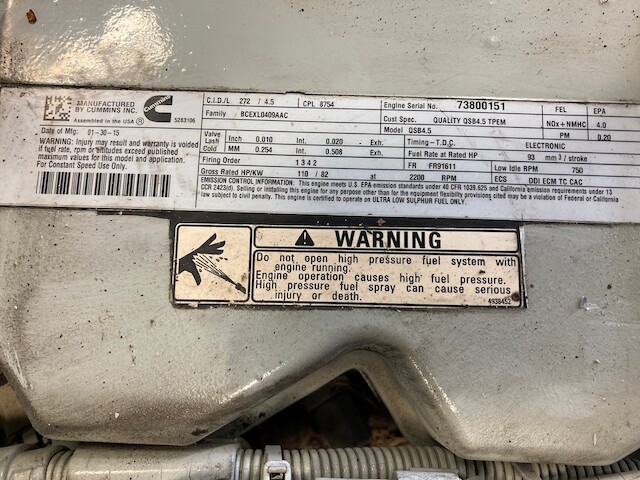 MANUFACTURED
BY CUMMINS INC.
Assembled in the USA
Cummins
5283106
Date of Mfg: 01-30-15
WARNING: Injury may result and warranty is voided
if fuel rate, rpm or altitudes exceed published
maximum values for this model and application.
For Constant Speed Use Only.
C.I.D./L 272 / 4.5 CPL 8754
Family BCEXL0409AAC
Valve Lash Cold Inch 0.010 Int. 0.020 Exh.
MM 0.254 Int. 0.508 Exh.
Firing Order 1 3 4 2
Gross Rated HP/KW 110 / 82 at 2200 RPM
Engine Serial No. 73800151
Cust Spec. QUALITY QSB4.5 TPEM
Model QSB4.5
Timing-T.D.C. ELECTRONIC
Fuel Rate at Rated HP 93 mm³ / stroke
FR FR91611 Low Idle RPM 750
ECS DDI ECM TC CAC
FEL EPA
NOx+NMHC 4.0
PM 0.20
EMISSION CONTROL INFORMATION: This engine meets U.S. EPA emission standards under 40 CFR 1039.625 and California emission requirements under 13
CCR 2423(d). Selling or installing this engine for any purpose other than for the equipment flexibility provisions cited may be a violation of Federal or California
law subject to civil penalty. This engine is certified to operate on ULTRA LOW SULPHUR FUEL ONLY.
WARNING
Do not open high pressure fuel system with
engine running.
Engine operation causes high fuel pressure.
High pressure fuel spray can cause serious
injury or death.
4938452